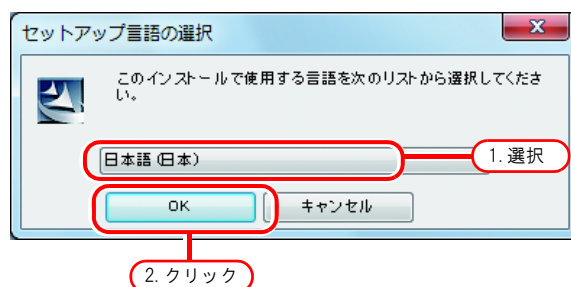 セットアップ言語の選択
このインストールで使用する言語を次のリストから選択してくださ
い。
日本語 (日本)
1. 選択
OK
キャンセル
2. クリック